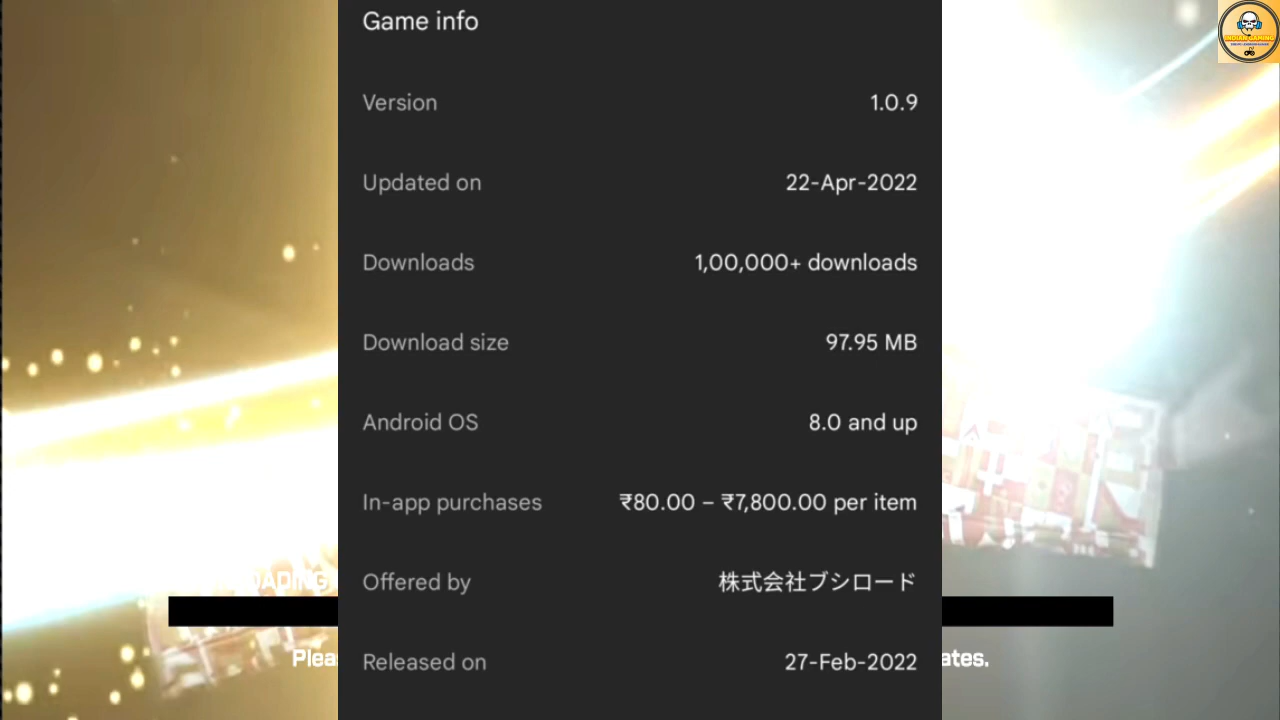 Game info
INDIAN GAMING
Version 1.0.9
Updated on 22-Apr-2022
Downloads 1,00,000+ downloads
Download size 97.95 MB
Android OS 8.0 and up
In-app purchases ₹80.00 – ₹7,800.00 per item
Offered by 株式会社ブシロード
Released on 27-Feb-2022